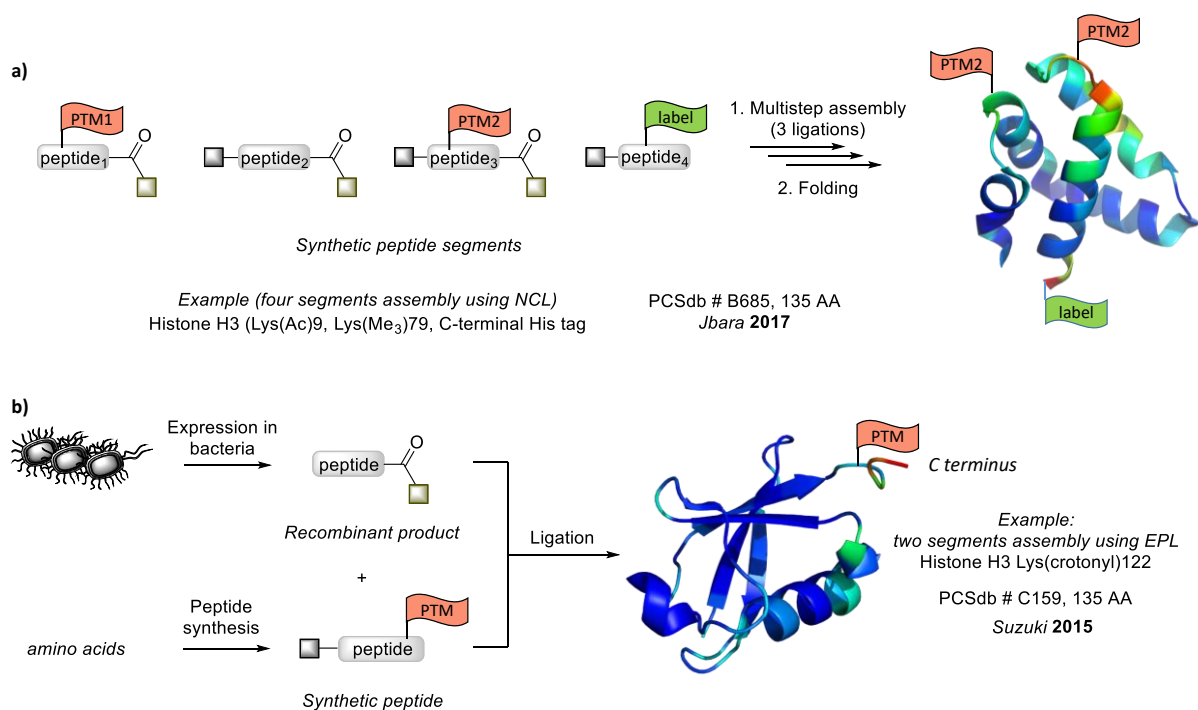 a)
PTM1
peptide1
O
peptide2
O
PTM2
peptide3
O
label
peptide4
1. Multistep assembly
(3 ligations)
2. Folding
PTM2
PTM2
label
Synthetic peptide segments
Example (four segments assembly using NCL)
Histone H3 (Lys(Ac)9, Lys(Me3)79, C-terminal His tag
PCSdb # B685, 135 AA
Jbara 2017
b)
Expression in
bacteria
peptide
O
Recombinant product
+
amino acids
Peptide
synthesis
PTM
peptide
Synthetic peptide
Ligation
PTM
C terminus
Example:
two segments assembly using EPL
Histone H3 Lys(crotonyl)122
PCSdb # C159, 135 AA
Suzuki 2015